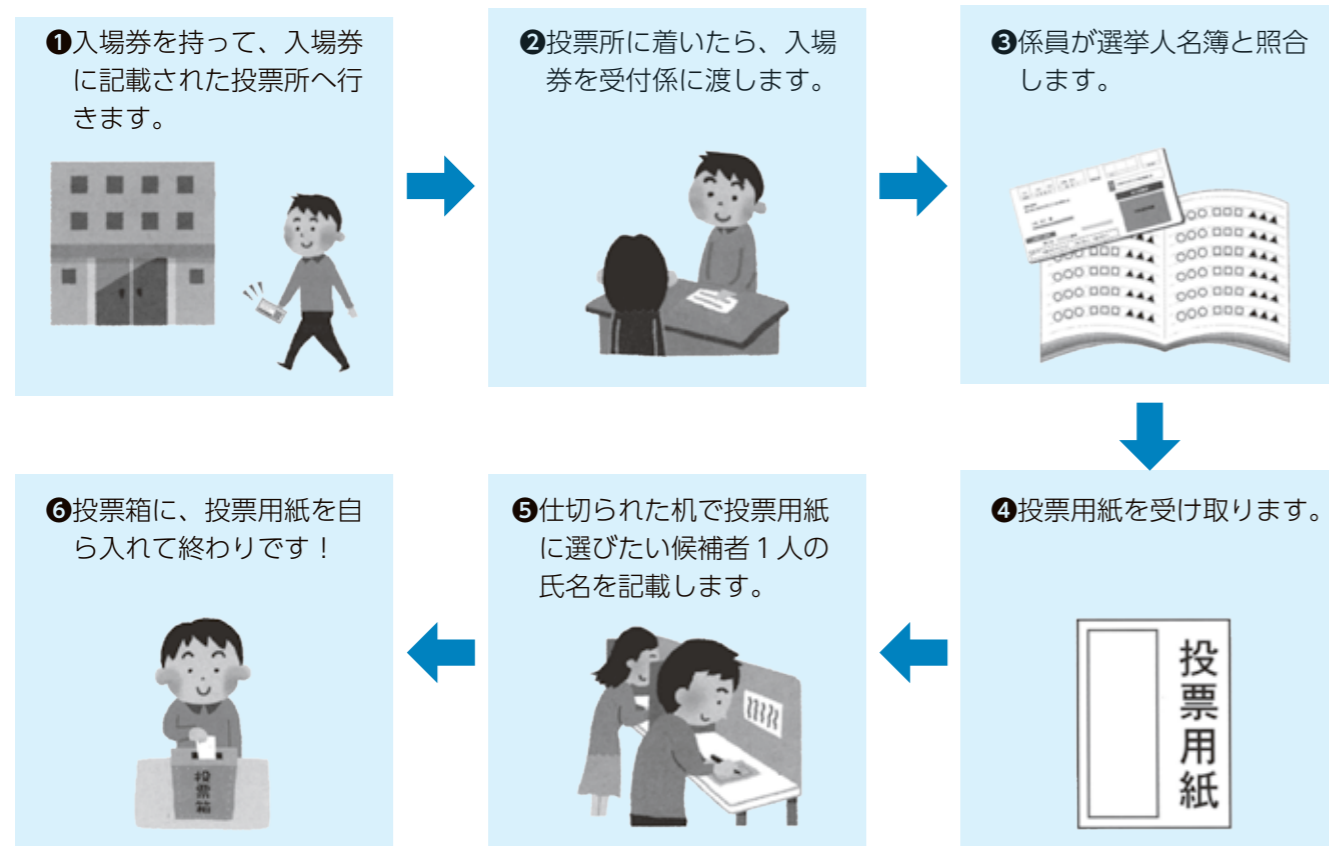 ❶入場券を持って、入場券
に記載された投票所へ行
きます。
❷投票所に着いたら、入場
券を受付係に渡します。
❸係員が選挙人名簿と照合
します。
○○○ □□□ ▲▲▲
○○○ □□□ ▲▲▲
○○○ □□□ ▲▲▲
○○○ □□□ ▲▲▲
○○○ □□□ ▲▲▲
❹投票用紙を受け取ります。
投票用紙
❺仕切られた机で投票用紙
に選びたい候補者1人の
氏名を記載します。
❻投票箱に、投票用紙を自
ら入れて終わりです！
投票箱